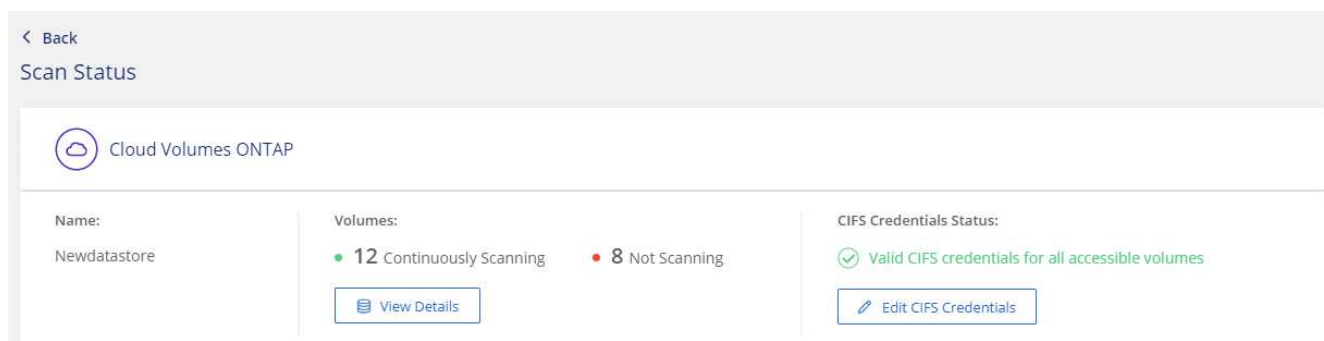 Back
Scan Status
Cloud Volumes ONTAP
Name:
Newdatastore
Volumes:
12 Continuously Scanning
8 Not Scanning
View Details
CIFS Credentials Status:
Valid CIFS credentials for all accessible volumes
Edit CIFS Credentials